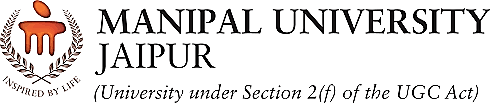 MANIPAL UNIVERSITY
JAIPUR
(University under Section 2(f) of the UGC Act)
INSPIRED BY LIFE